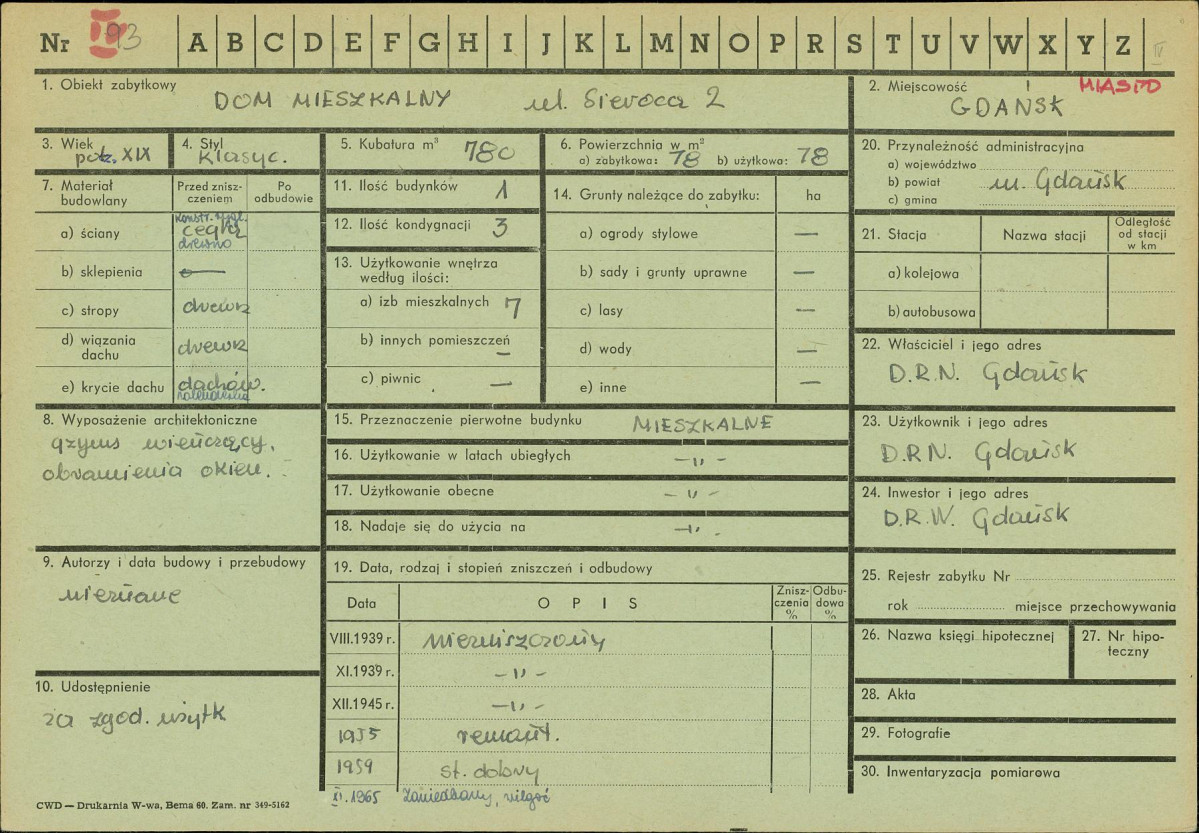 Nr IV 93 A B C D E F G H I J K L M N O P R S T U V W X Y Z
1. Obiekt zabytkowy
DOM MIESZKALNY ul. Sieroca 2
2. Miejscowość MIASTO
GDAŃSK
3. Wiek
poł. XIX
4. Styl
klasyc.
5. Kubatura m³ 780
6. Powierzchnia w m²
a) zabytkowa: 78 b) użytkowa: 78
7. Materiał budowlany
Przed zniszczeniem
Po odbudowie
a) ściany
konstr. cegła
drewno
b) sklepienia —
c) stropy drewn
d) wiązania dachu drewn
e) krycie dachu dachów.
8. Wyposażenie architektoniczne
gzyms wieńczący,
obramienia okien.
9. Autorzy i data budowy i przebudowy
nieznane
10. Udostępnienie
za zgod. użytk
11. Ilość budynków 1
12. Ilość kondygnacji 3
13. Użytkowanie wnętrza
według ilości:
a) izb mieszkalnych 7
b) innych pomieszczeń —
c) piwnic —
14. Grunty należące do zabytku: ha
a) ogrody stylowe —
b) sady i grunty uprawne —
c) lasy —
d) wody —
e) inne —
15. Przeznaczenie pierwotne budynku MIESZKALNE
16. Użytkowanie w latach ubiegłych —„—
17. Użytkowanie obecne —„—
18. Nadaje się do użycia na —„—
19. Data, rodzaj i stopień zniszczeń i odbudowy
Data OPIS Zniszczenia % Odbudowa %
VIII.1939 r. niezniszczony
XI.1939 r. —„—
XII.1945 r. —„—
1955 remont.
1959 st. dobry
XI.1965 Zaniedbany, wilgoć
20. Przynależność administracyjna
a) województwo
b) powiat m. Gdańsk
c) gmina
21. Stacja Nazwa stacji Odległość od stacji w km
a) kolejowa
b) autobusowa
22. Właściciel i jego adres
D.R.N. Gdańsk
23. Użytkownik i jego adres
D.R.N. Gdańsk
24. Inwestor i jego adres
D.R.N. Gdańsk
25. Rejestr zabytku Nr
rok miejsce przechowywania
26. Nazwa księgi hipotecznej
27. Nr hipoteczny
28. Akta
29. Fotografie
30. Inwentaryzacja pomiarowa
CWD — Drukarnia W-wa, Bema 60. Zam. nr 349-5162